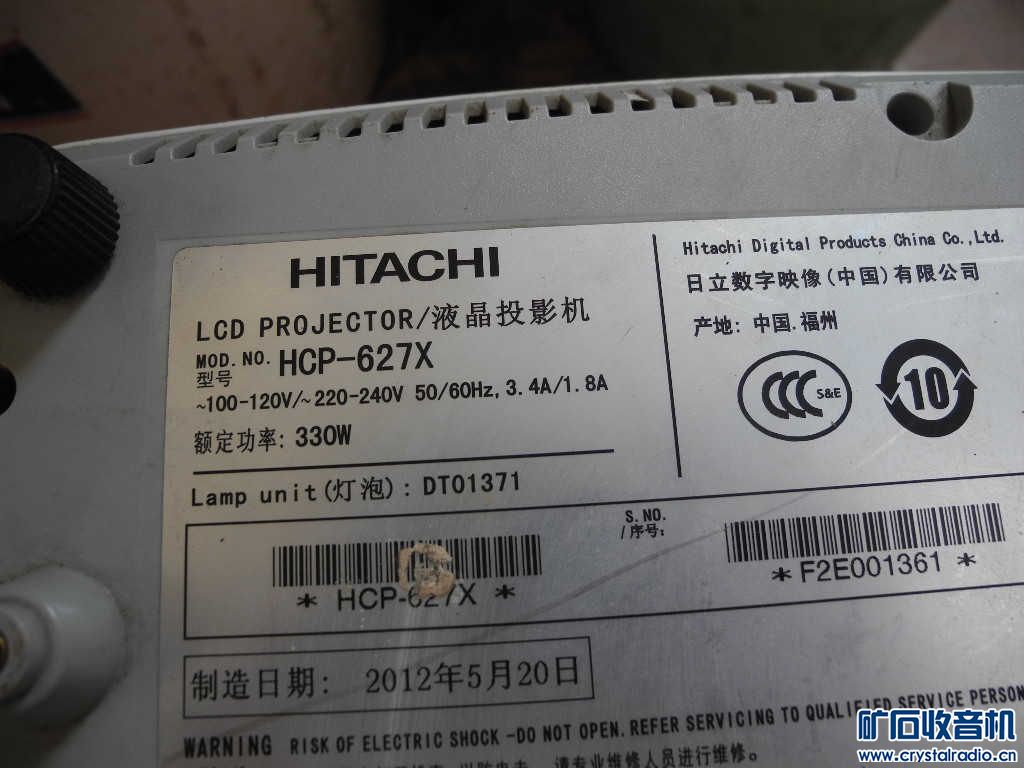 HITACHI
LCD PROJECTOR/液晶投影机
MOD. NO. HCP-627X
型号
~100-120V/~220-240V 50/60Hz, 3.4A/1.8A
额定功率: 330W
Lamp unit(灯泡): DT01371
Hitachi Digital Products China Co.,Ltd.
日立数字映像(中国)有限公司
产地: 中国.福州
CCC S&E
10
* HCP-627X *
S. NO.
/序号:
* F2E001361 *
制造日期: 2012年5月20日
WARNING RISK OF ELECTRIC SHOCK -DO NOT OPEN. REFER SERVICING TO QUALIFIED SERVICE PERSON
请专业维修人员进行维修。
矿石收音机
www.crystalradio.cn